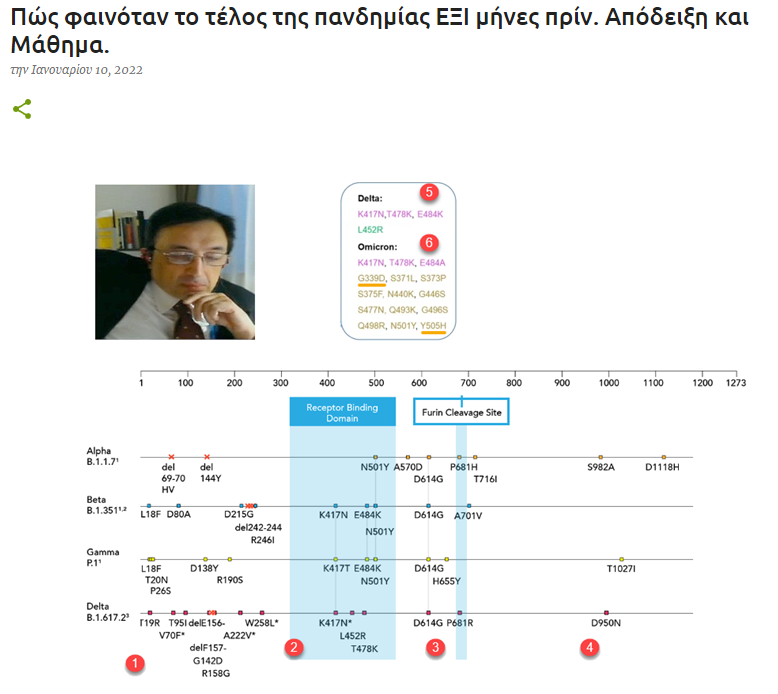 Πώς φαινόταν το τέλος της πανδημίας ΕΞΙ μήνες πρίν. Απόδειξη και
Μάθημα.
την Ιανουαρίου 10, 2022
Delta: 5
K417N,T478K, E484K
L452R
Omicron: 6
K417N, T478K, E484A
G339D, S371L, S373P
S375F, N440K, G446S
S477N, Q493K, G496S
Q498R, N501Y, Y505H
1 100 200 300 400 500 600 700 800 900 1000 1100 1200 1273
Receptor Binding
Domain
Furin Cleavage Site
Alpha
B.1.1.7¹
del
69-70
HV
del
144Y
N501Y A570D
D614G
P681H
T716I
S982A
D1118H
Beta
B.1.351¹,²
L18F D80A
D215G
del242-244
R246I
K417N E484K
N501Y
D614G
A701V
Gamma
P.1¹
L18F
T20N
P26S
D138Y
R190S
K417T E484K
N501Y
D614G
H655Y
T1027I
Delta
B.1.617.2³
T19R
T95I
V70F*
delE156-
delF157-
G142D
R158G
A222V*
W258L*
K417N*
L452R
T478K
D614G P681R
D950N
1 2 3 4